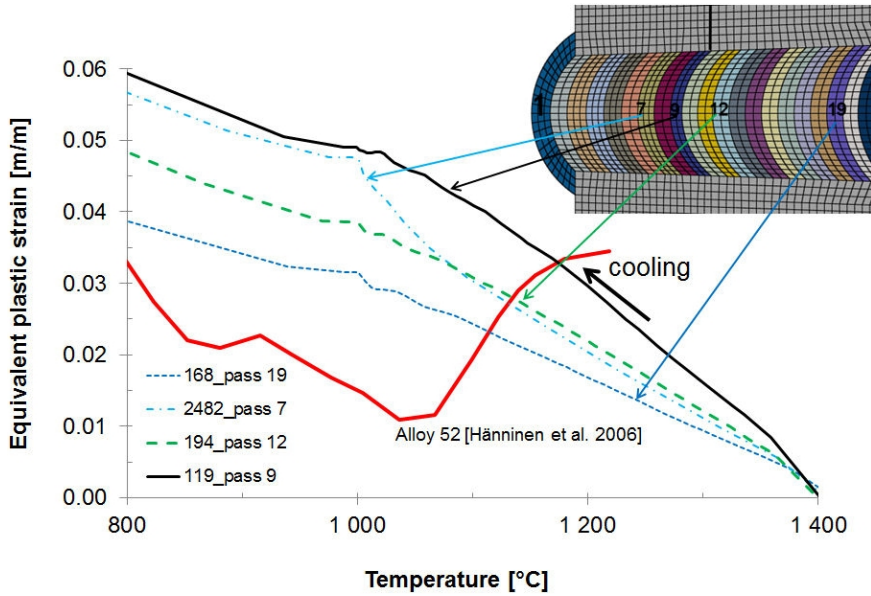 0.06
0.05
0.04
0.03
0.02
0.01
0.00
Equivalent plastic strain [m/m]
1
7
9
12
19
cooling
168_pass 19
2482_pass 7
194_pass 12
119_pass 9
Alloy 52 [Hänninen et al. 2006]
800
1 000
1 200
1 400
Temperature [°C]